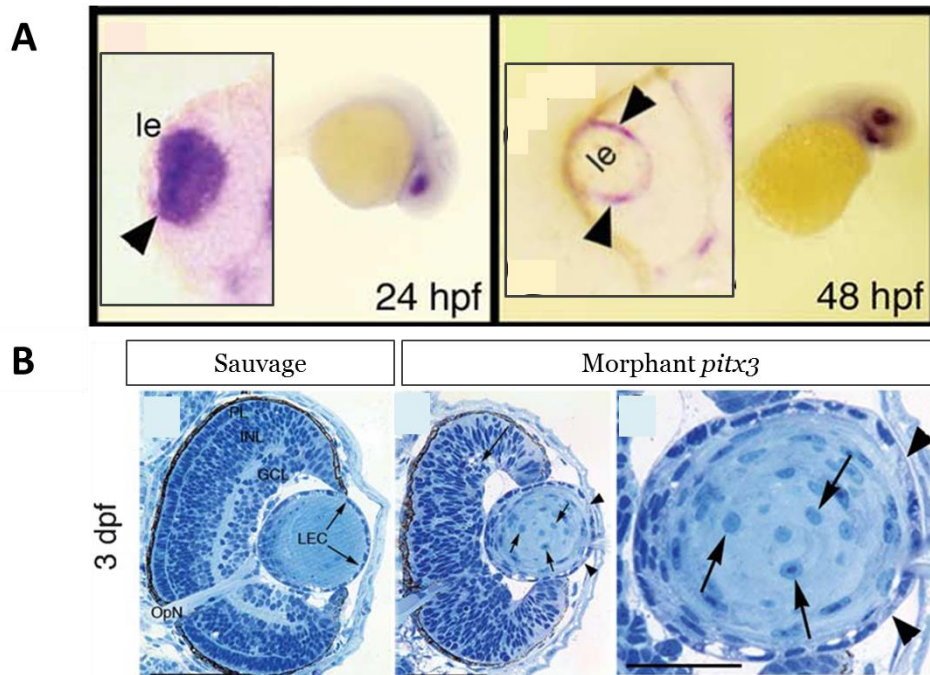 A
le
24 hpf
le
48 hpf
B
Sauvage
Morphant pitx3
3 dpf
PL
INL
GCL
LEC
OpN